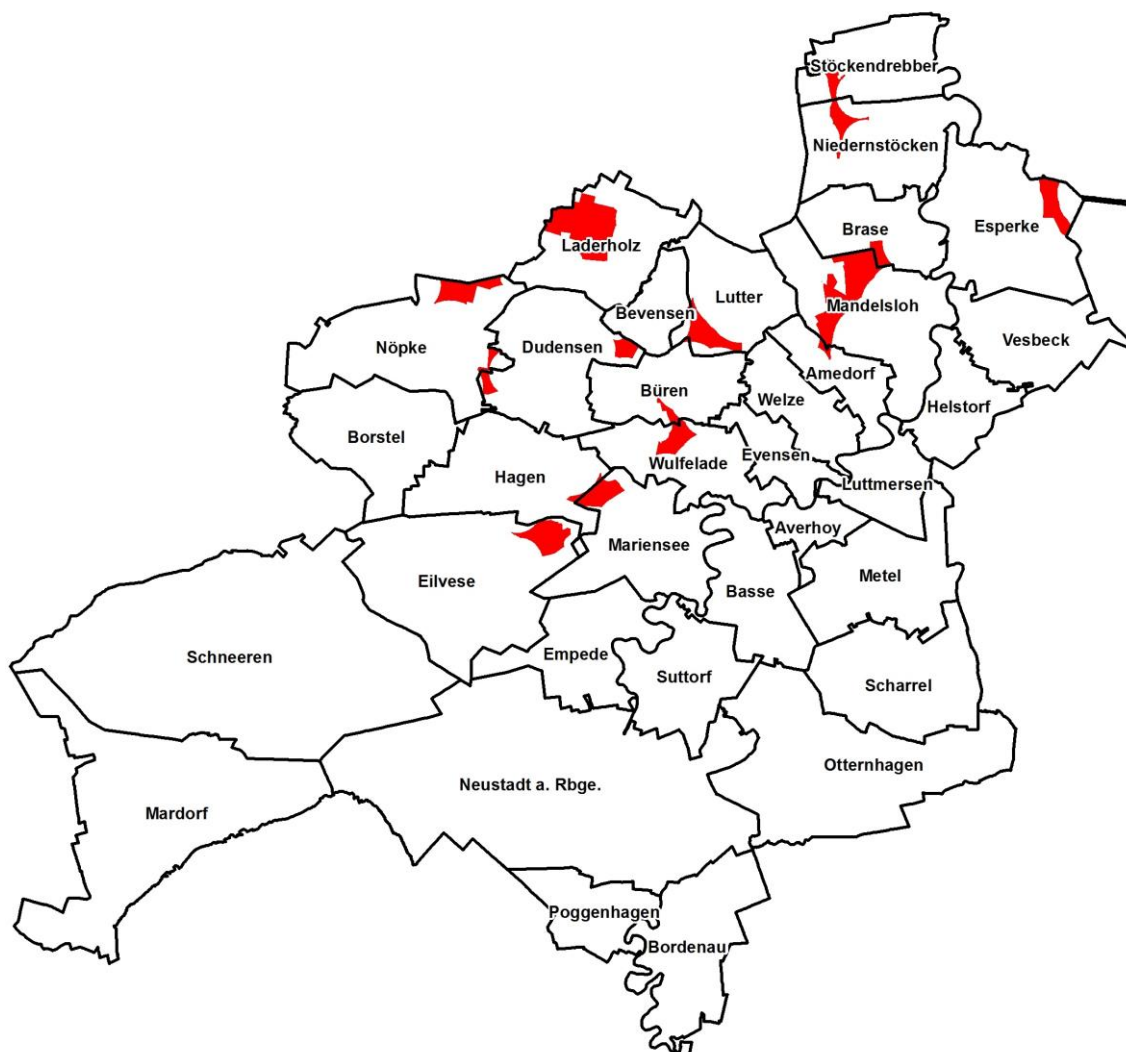 Stöckendrebber
Niedernstöcken
Esperke
Brase
Laderholz
Lutter
Mandelsloh
Bevensen
Vesbeck
Dudensen
Nöpke
Amedorf
Büren
Welze
Helstorf
Borstel
Evensen
Wulfelade
Hagen
Luttmersen
Averhoy
Mariensee
Metel
Eilvese
Basse
Empede
Schneeren
Suttorf
Scharrel
Otternhagen
Neustadt a. Rbge.
Mardorf
Poggenhagen
Bordenau